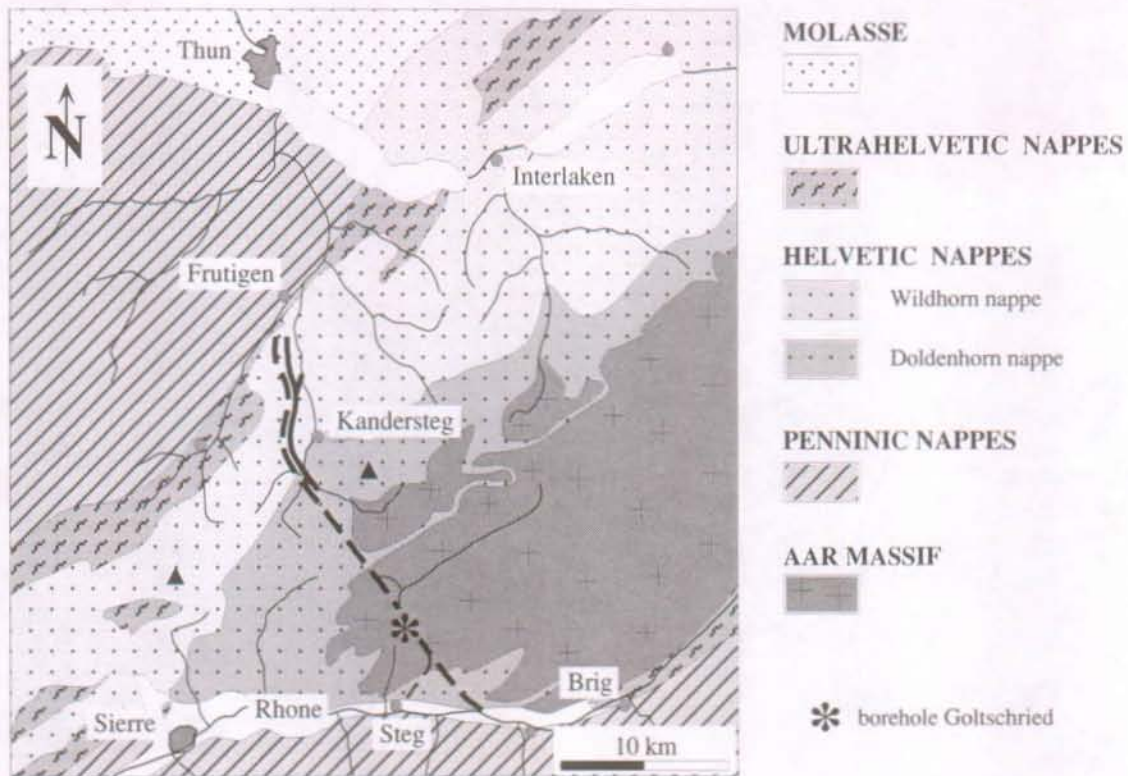 Thun
N
Interlaken
Frutigen
Kandersteg
Brig
Rhone
Sierre
Steg
10 km
MOLASSE
ULTRAHELVETIC NAPPES
HELVETIC NAPPES
Wildhorn nappe
Doldenhorn nappe
PENNINIC NAPPES
AAR MASSIF
borehole Goltschried